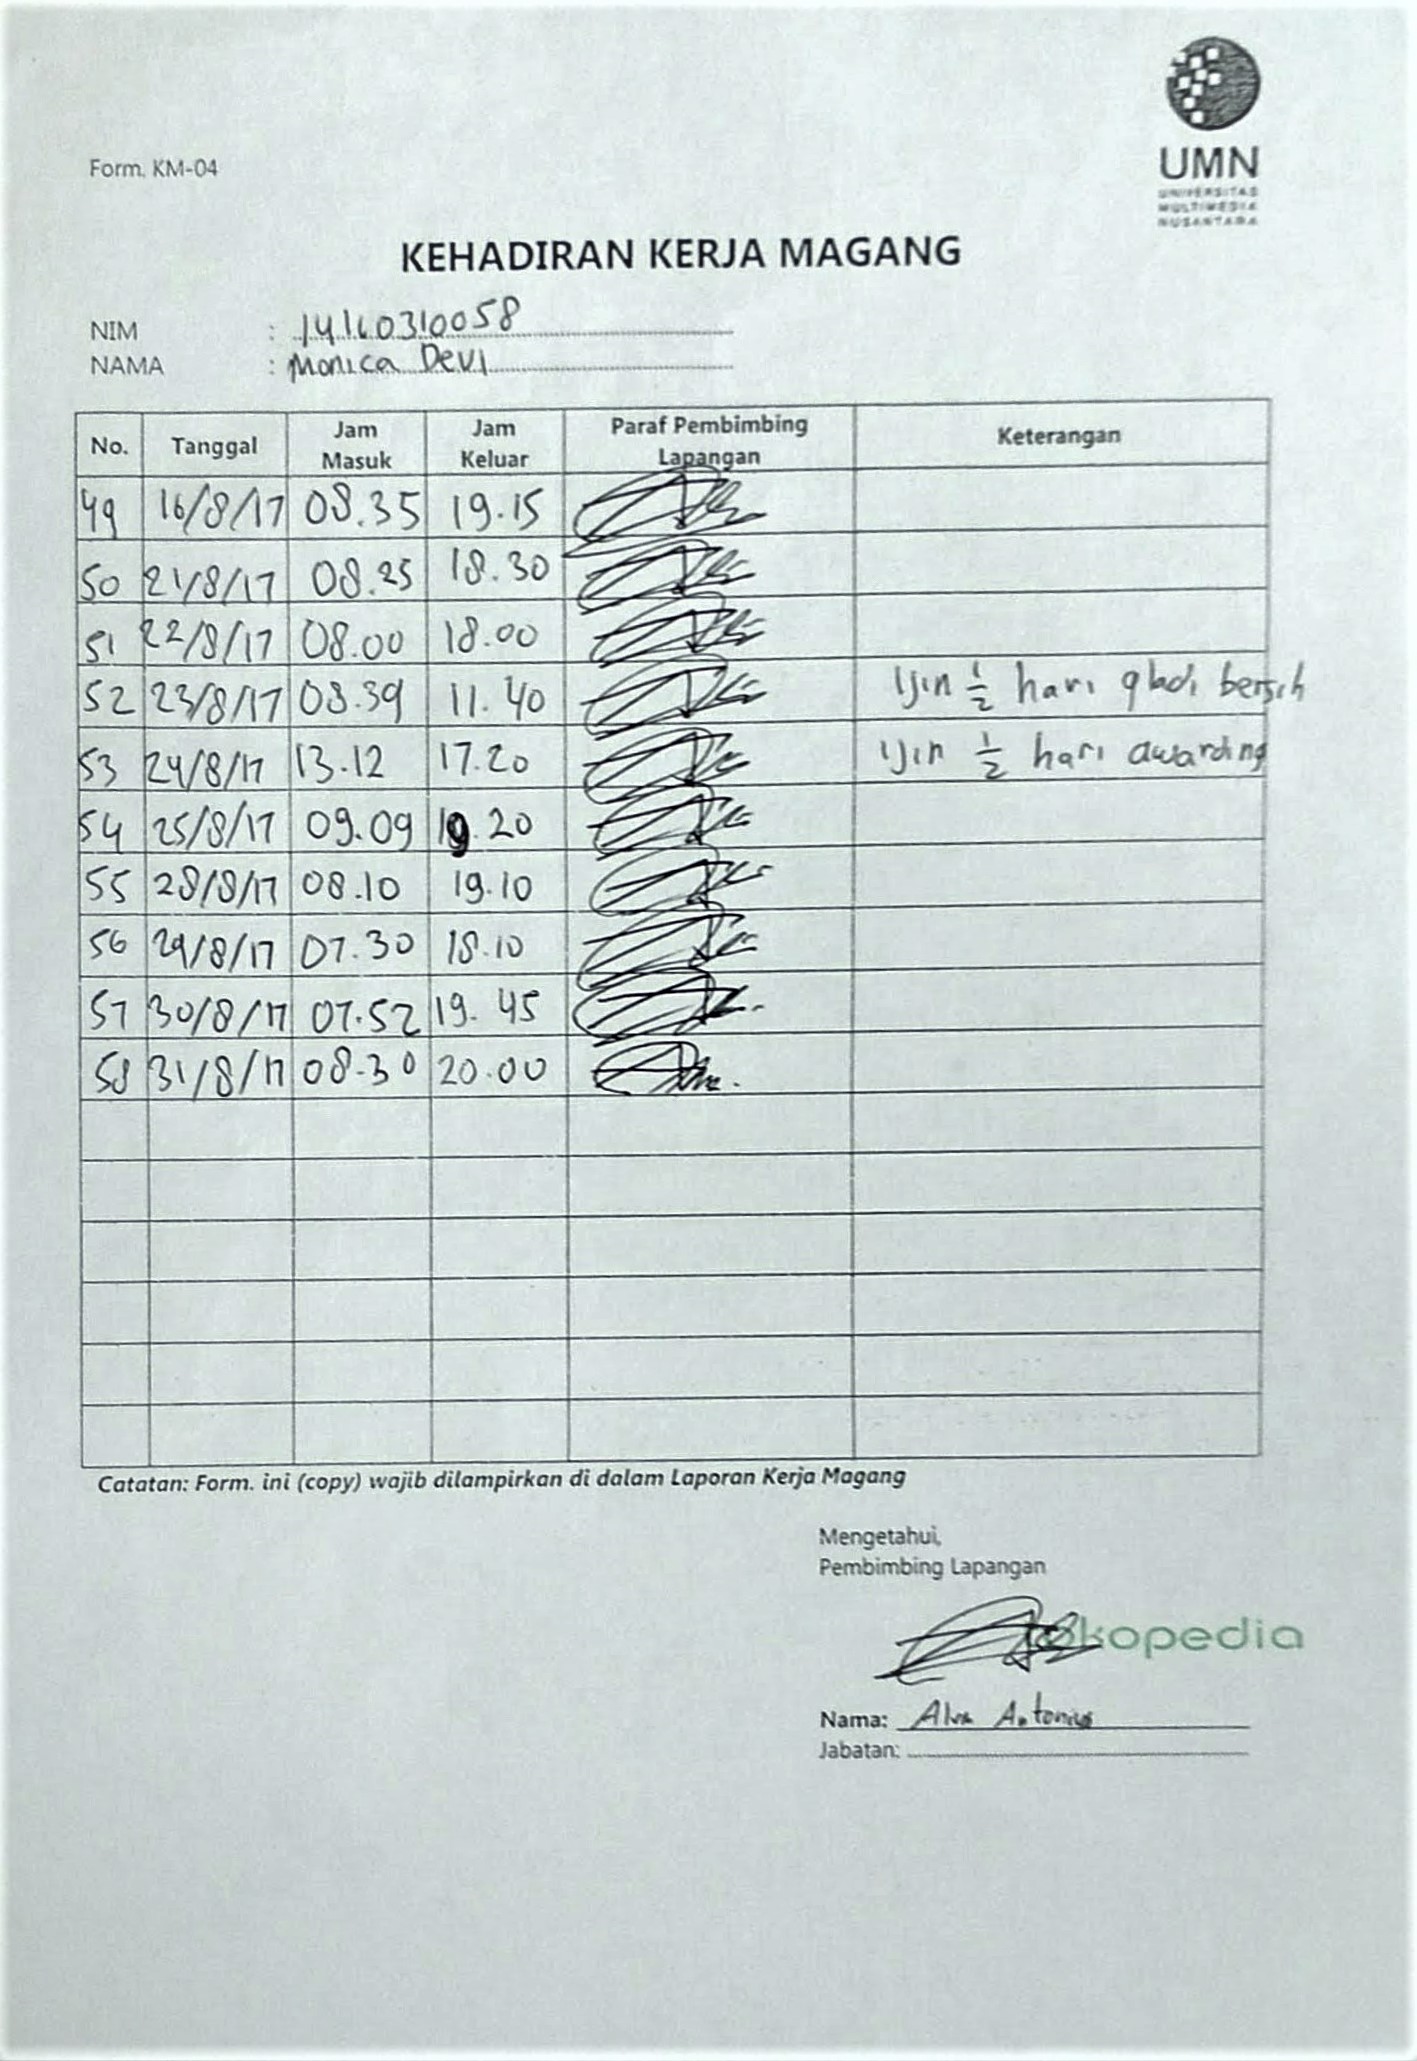 UMN
UNIVERSITAS
MULTIMEDIA
NUSANTARA
Form. KM-04
KEHADIRAN KERJA MAGANG
NIM : 14140310058
NAMA : Monica Devi
No. Tanggal Jam Masuk Jam Keluar Paraf Pembimbing Lapangan Keterangan
49 16/8/17 08.35 19.15
50 21/8/17 08.25 18.30
51 22/8/17 08.00 18.00
52 23/8/17 08.39 11.40 Ijin 1/2 hari gladi bersih
53 24/8/17 13.12 17.20 Ijin 1/2 hari awarding
54 25/8/17 09.09 19.20
55 28/8/17 08.10 19.10
56 29/8/17 07.30 18.10
57 30/8/17 07.52 19.45
58 31/8/17 08.30 20.00
Catatan: Form. ini (copy) wajib dilampirkan di dalam Laporan Kerja Magang
Mengetahui,
Pembimbing Lapangan
tokopedia
Nama: Alva Antonius
Jabatan: